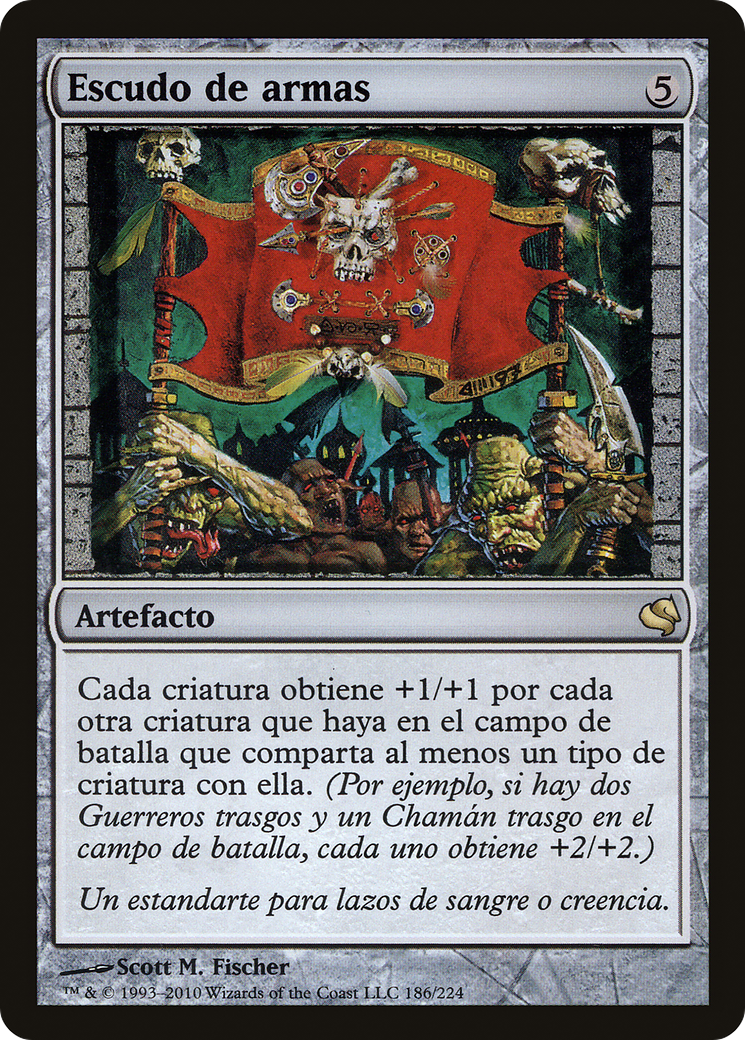 Escudo de armas
5
Artefacto
Cada criatura obtiene +1/+1 por cada
otra criatura que haya en el campo de
batalla que comparta al menos un tipo de
criatura con ella. (Por ejemplo, si hay dos
Guerreros trasgos y un Chamán trasgo en el
campo de batalla, cada uno obtiene +2/+2.)
Un estandarte para lazos de sangre o creencia.
Scott M. Fischer
™ & © 1993–2010 Wizards of the Coast LLC 186/224